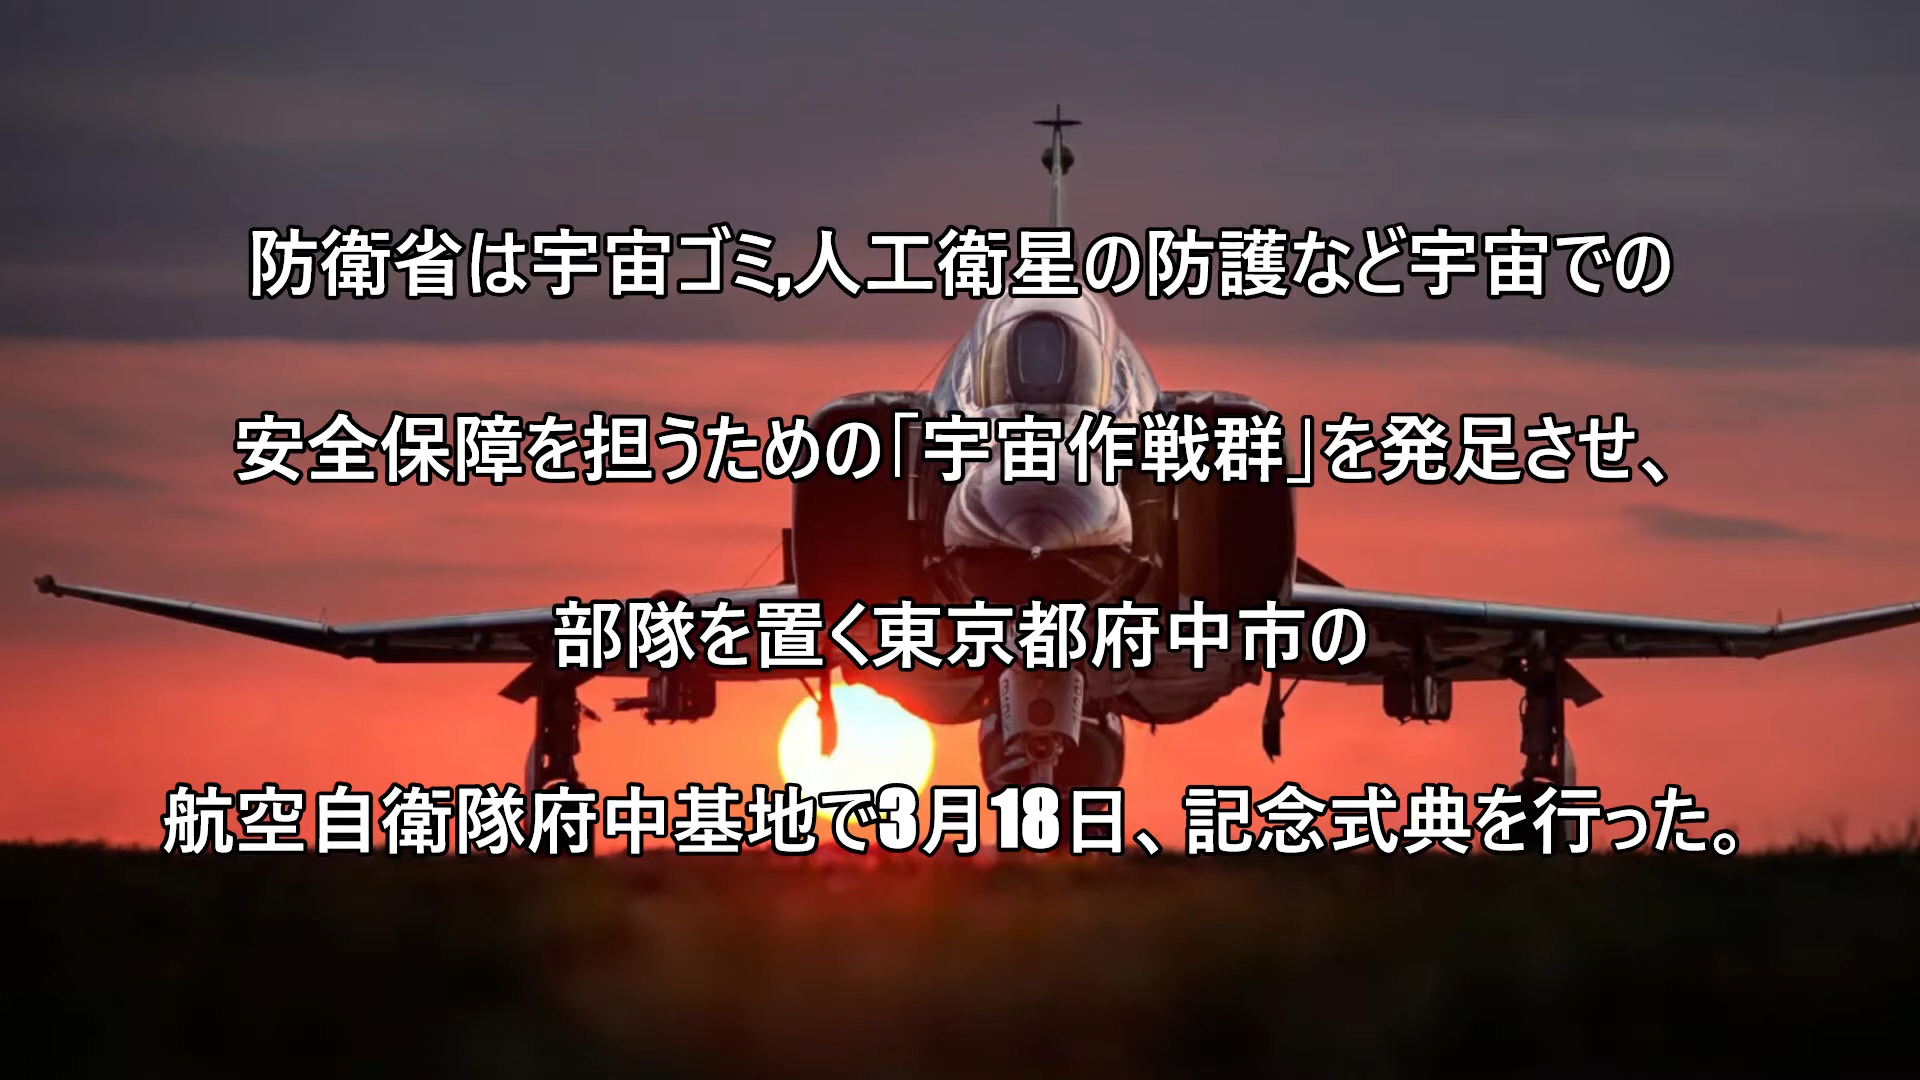 防衛省は宇宙ゴミ,人工衛星の防護など宇宙での
安全保障を担うための「宇宙作戦群」を発足させ、
部隊を置く東京都府中市の
航空自衛隊府中基地で3月18日、記念式典を行った。